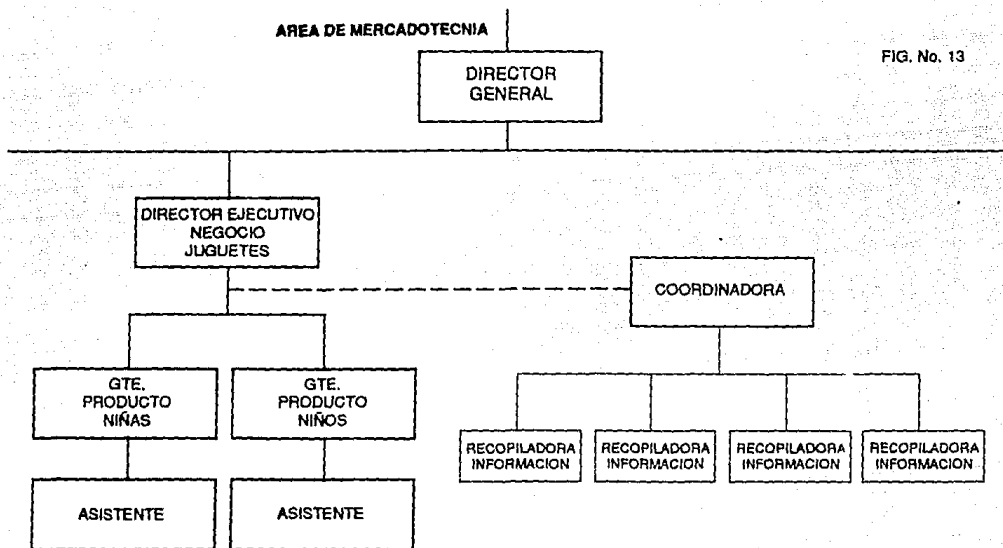 AREA DE MERCADOTECNIA
FIG. No. 13
DIRECTOR
GENERAL
DIRECTOR EJECUTIVO
NEGOCIO
JUGUETES
COORDINADORA
GTE.
PRODUCTO
NIÑAS
GTE.
PRODUCTO
NIÑOS
RECOPILADORA
INFORMACION
RECOPILADORA
INFORMACION
RECOPILADORA
INFORMACION
RECOPILADORA
INFORMACION
ASISTENTE
ASISTENTE